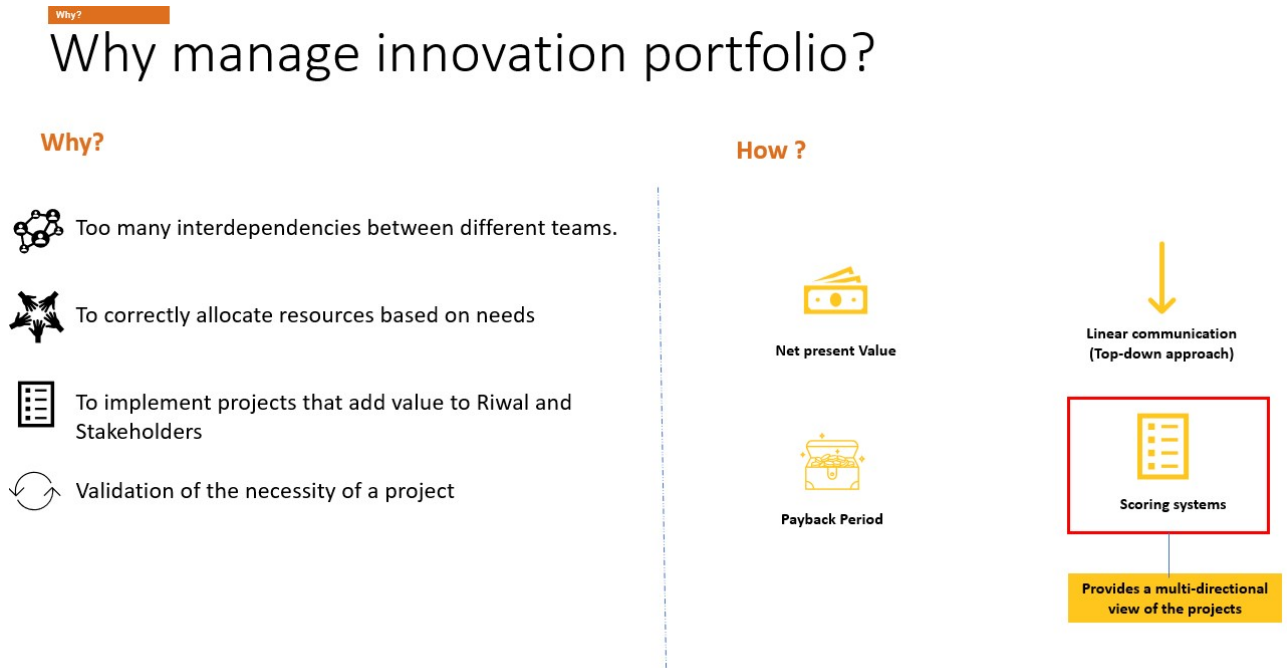 Why?
Why manage innovation portfolio?
Why?
Too many interdependencies between different teams.
To correctly allocate resources based on needs
To implement projects that add value to Riwal and
Stakeholders
Validation of the necessity of a project
How ?
Net present Value
Linear communication
(Top-down approach)
Payback Period
Scoring systems
Provides a multi-directional
view of the projects